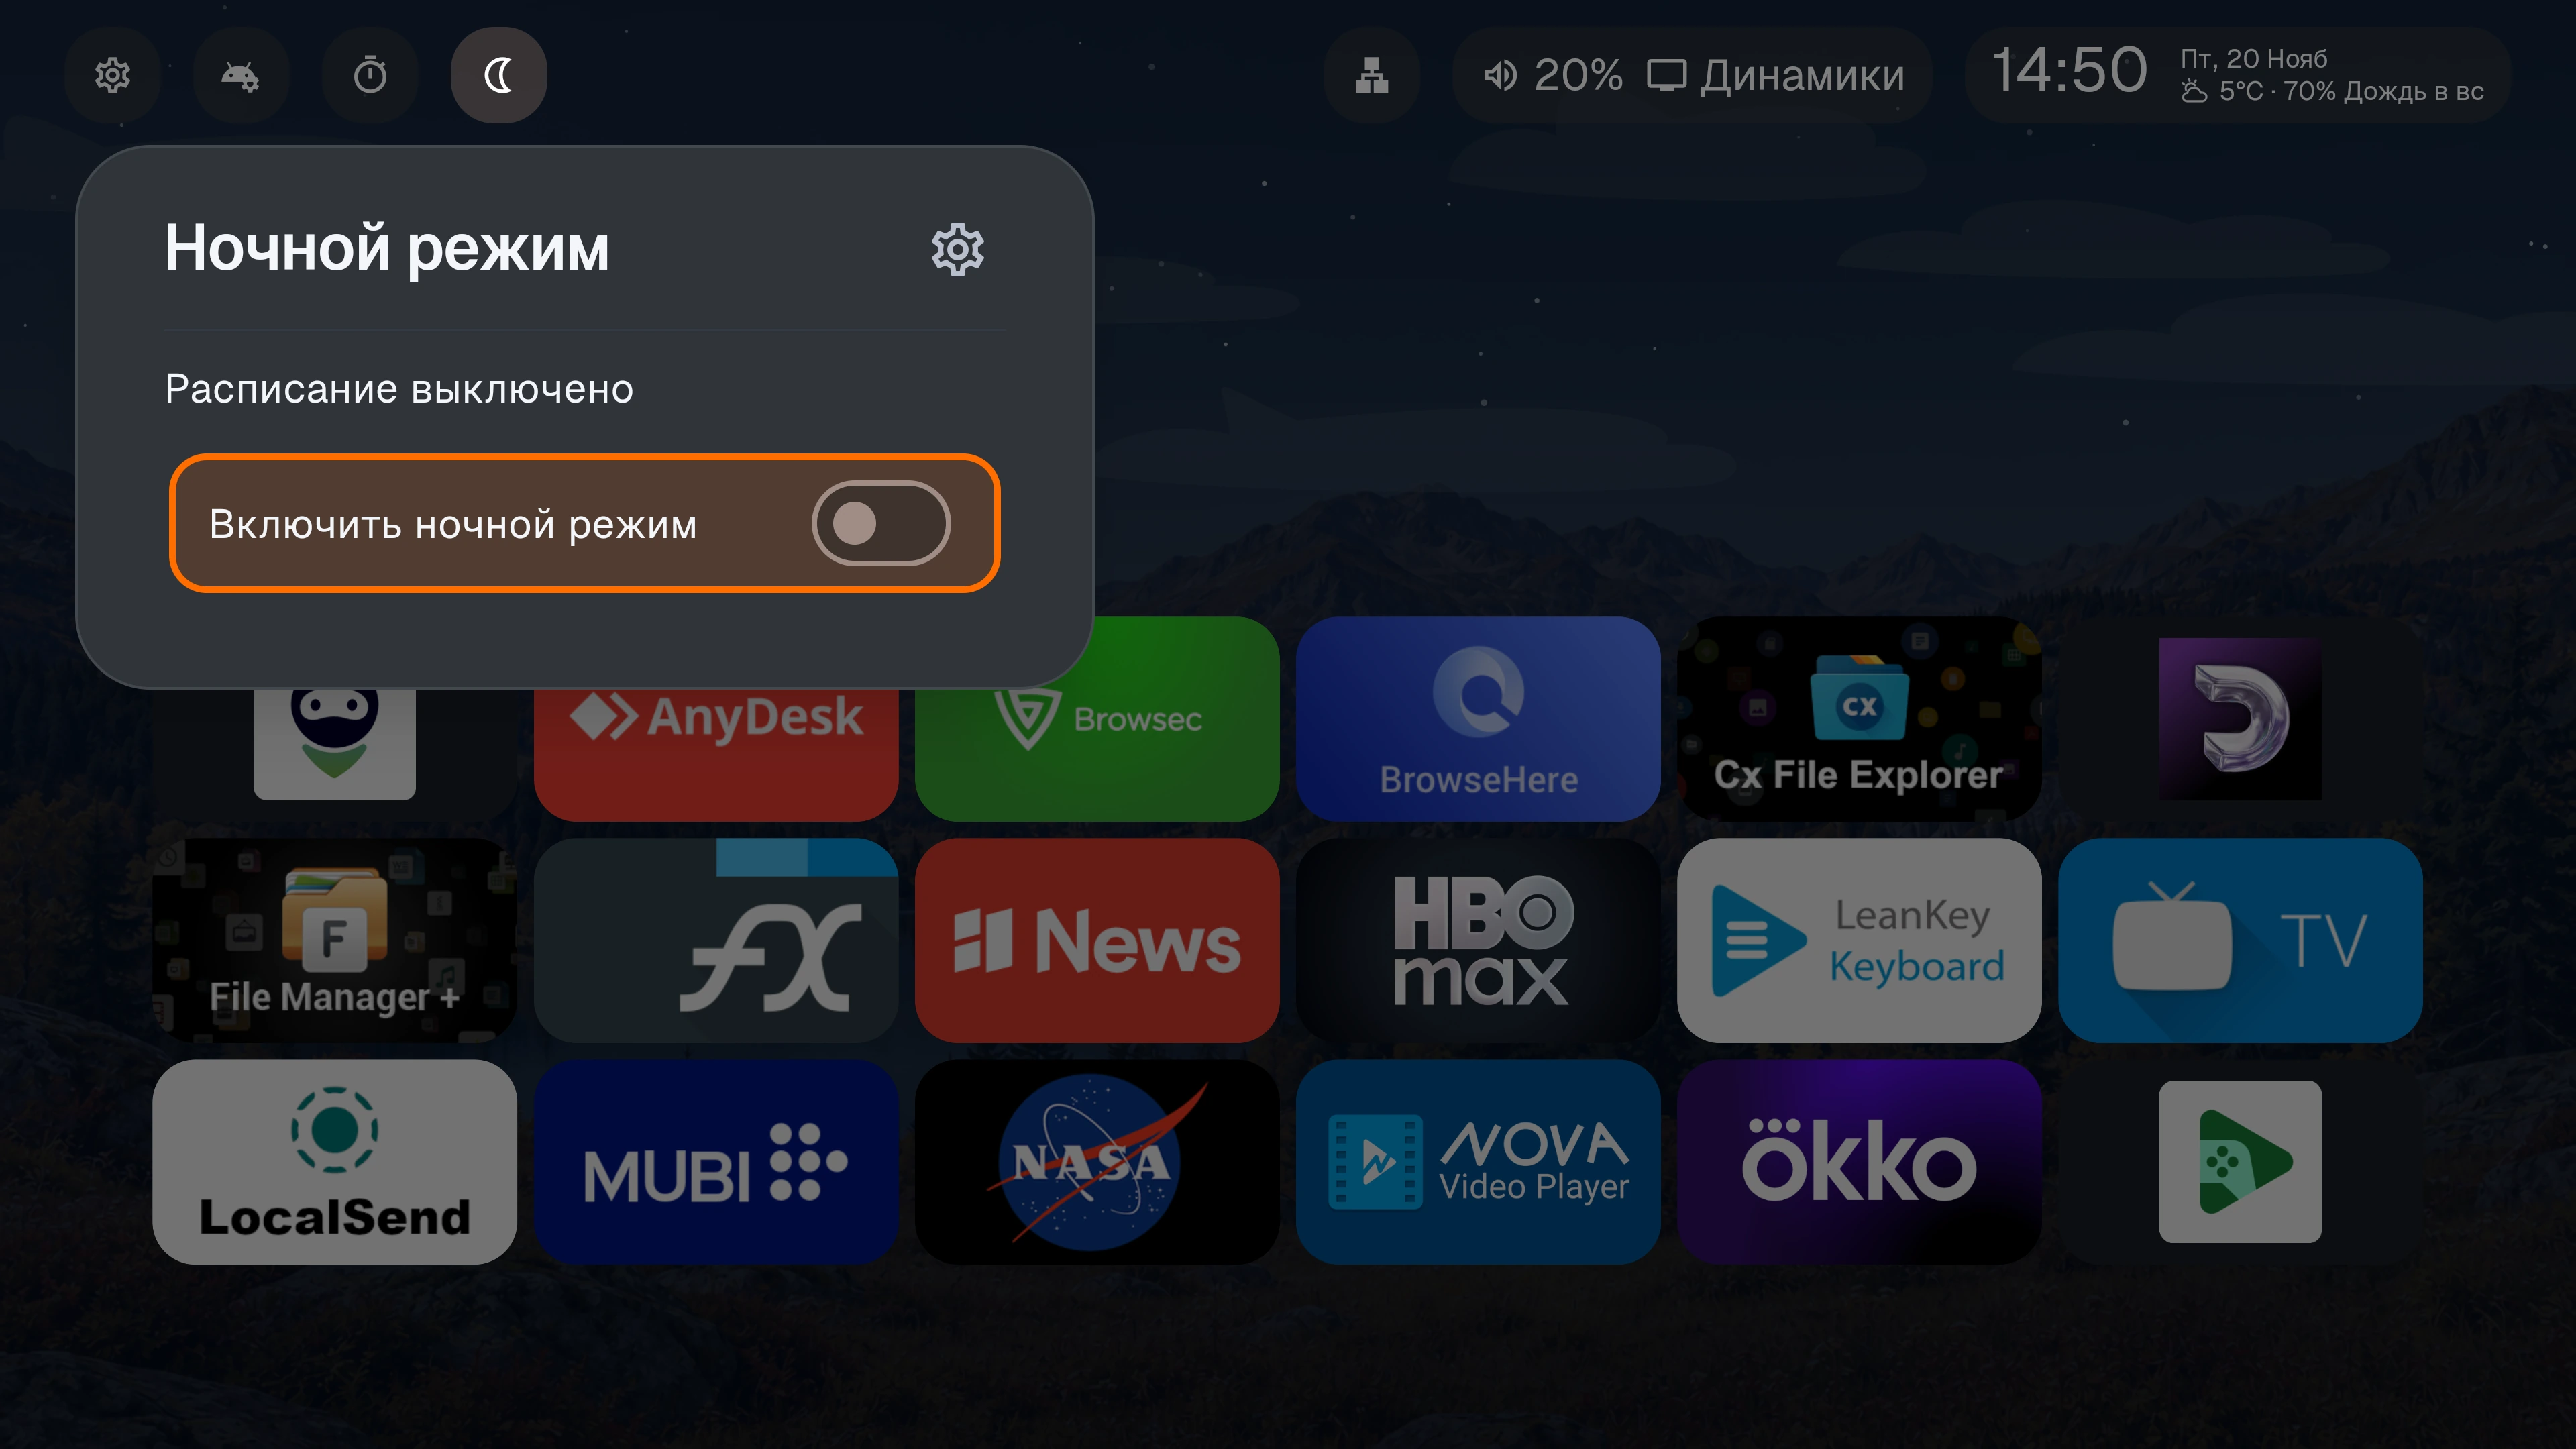 20% Динамики
14:50
Пт, 20 Нояб
5°C · 70% Дождь в вс
Ночной режим
Расписание выключено
Включить ночной режим
AnyDesk
Browsec
BrowseHere
CX
Cx File Explorer
F
File Manager +
fx
News
HBO
max
LeanKey
Keyboard
TV
LocalSend
MUBI
NASA
NOVA
Video Player
okko